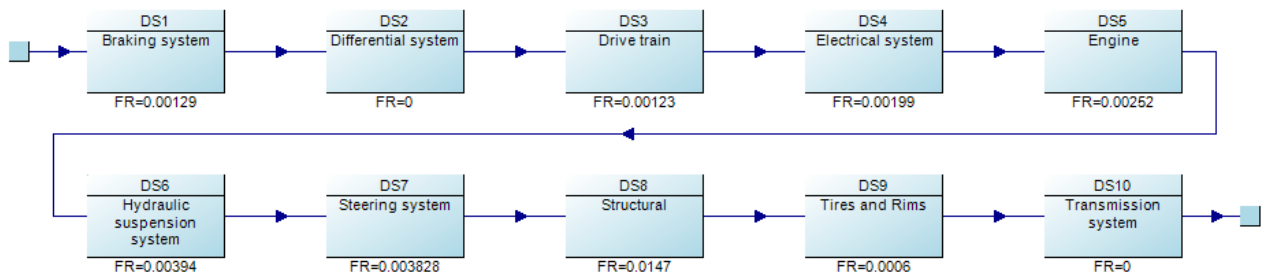 DS1
Braking system
FR=0.00129
DS2
Differential system
FR=0
DS3
Drive train
FR=0.00123
DS4
Electrical system
FR=0.00199
DS5
Engine
FR=0.00252
DS6
Hydraulic
suspension
system
FR=0.00394
DS7
Steering system
FR=0.003828
DS8
Structural
FR=0.0147
DS9
Tires and Rims
FR=0.0006
DS10
Transmission
system
FR=0